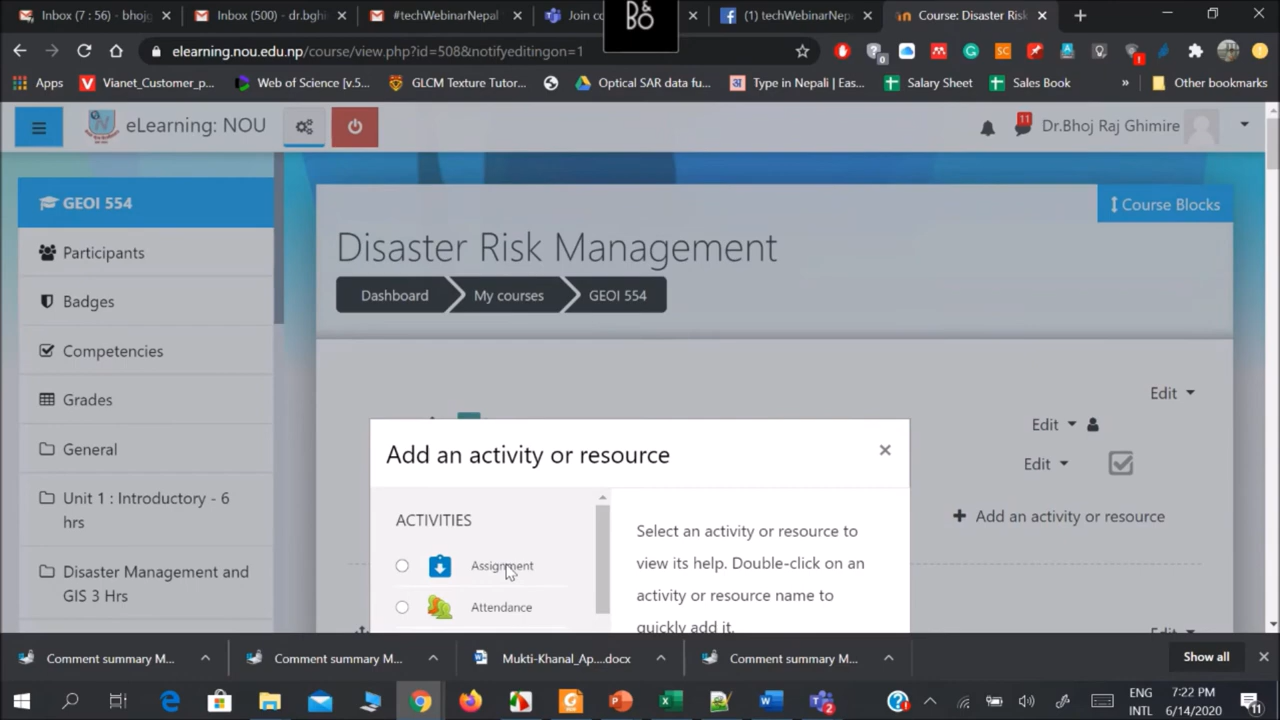 Inbox (7 : 56) - bhojg
Inbox (500) - dr.bghi
#techWebinarNepal
Join co
(1) techWebinarNep
Course: Disaster Risk
D&BO
elearning.nou.edu.np/course/view.php?id=508&notifyeditingon=1
Apps
Vianet_Customer_p...
Web of Science [v.5...
GLCM Texture Tutor...
Optical SAR data fu...
Type in Nepali | Eas...
Salary Sheet
Sales Book
»
Other bookmarks
eLearning: NOU
11
Dr.Bhoj Raj Ghimire
GEOI 554
Course Blocks
Participants
Disaster Risk Management
Badges
Dashboard
My courses
GEOI 554
Competencies
Grades
Edit
Edit
General
Add an activity or resource
×
Edit
Unit 1 : Introductory - 6
hrs
ACTIVITIES
Select an activity or resource to
view its help. Double-click on an
activity or resource name to
quickly add it.
+ Add an activity or resource
Assignment
Disaster Management and
GIS 3 Hrs
Attendance
Edit
Comment summary M...
Comment summary M...
Mukti-Khanal_Ap....docx
Comment summary M...
Show all
ENG
INTL
7:22 PM
6/14/2020
11